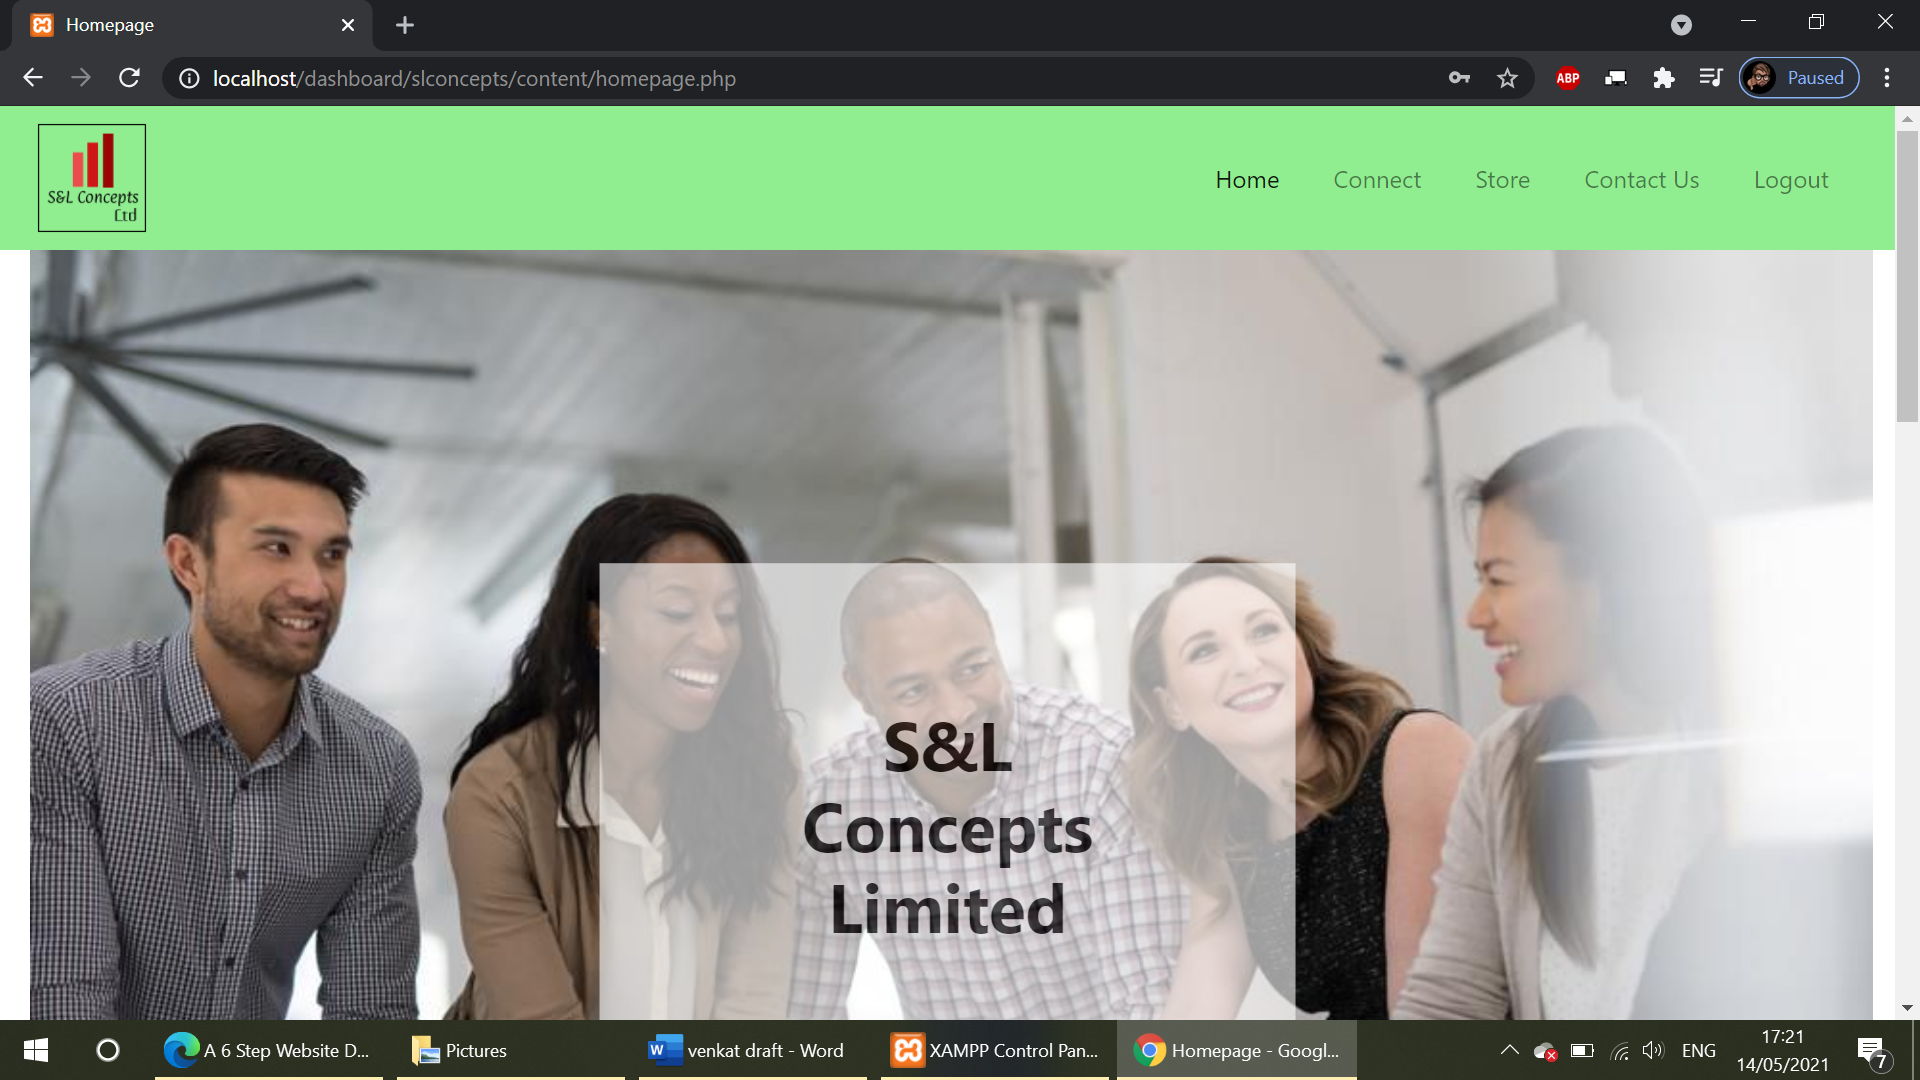 Homepage
localhost/dashboard/slconcepts/content/homepage.php
ABP
Paused
S&L Concepts
Ltd
Home Connect Store Contact Us Logout
S&L
Concepts
Limited
A 6 Step Website D...
Pictures
venkat draft - Word
XAMPP Control Pan...
Homepage - Googl...
ENG
17:21
14/05/2021
7